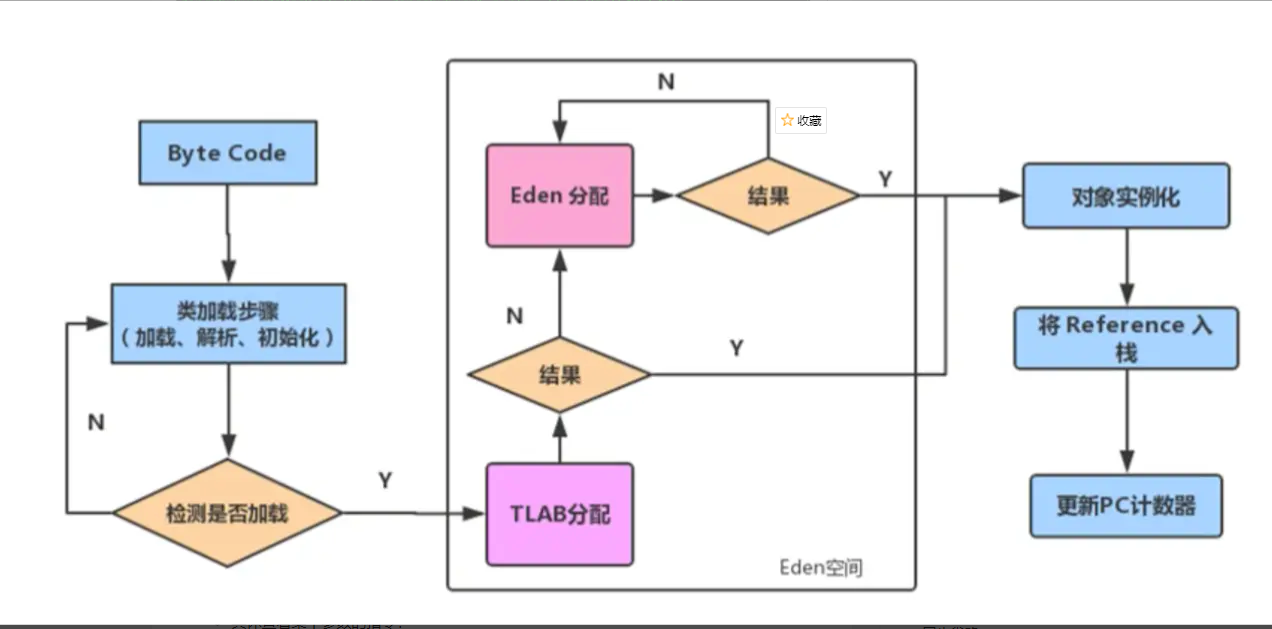 N
收藏
Byte Code
Eden 分配
结果
Y
对象实例化
类加载步骤
（加载、解析、初始化）
N
结果
Y
将 Reference 入
栈
N
检测是否加载
Y
TLAB分配
更新PC计数器
Eden空间